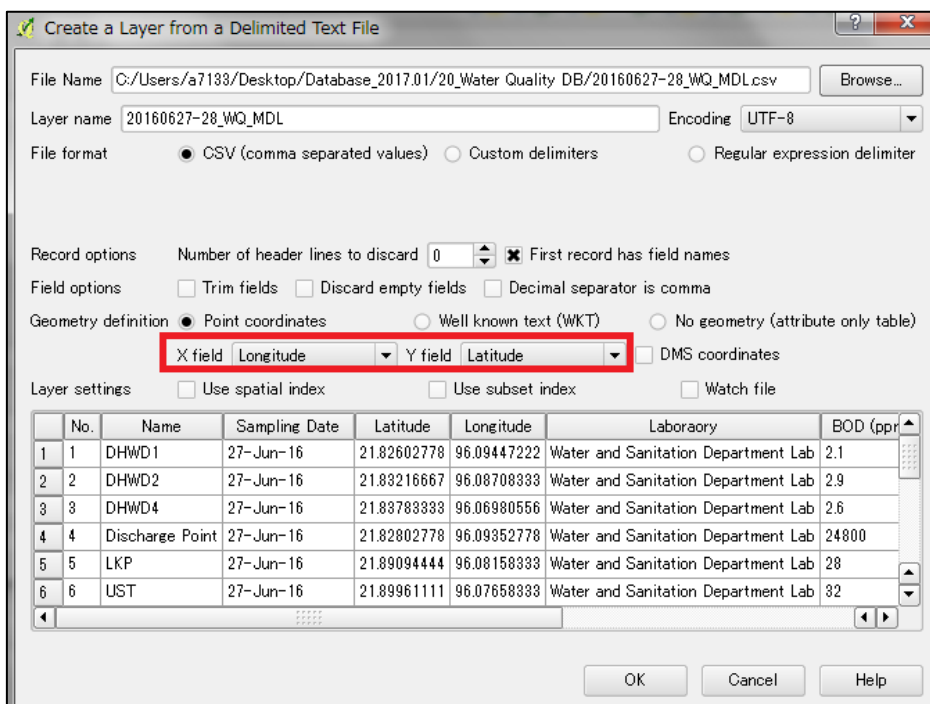 Create a Layer from a Delimited Text File
File Name C:/Users/a7133/Desktop/Database_2017.01/20_Water Quality DB/20160627-28_WQ_MDL.csv Browse...
Layer name 20160627-28_WQ_MDL Encoding UTF-8
File format CSV (comma separated values) Custom delimiters Regular expression delimiter
Record options Number of header lines to discard 0 First record has field names
Field options Trim fields Discard empty fields Decimal separator is comma
Geometry definition Point coordinates Well known text (WKT) No geometry (attribute only table)
X field Longitude Y field Latitude DMS coordinates
Layer settings Use spatial index Use subset index Watch file
No. Name Sampling Date Latitude Longitude Laboraory BOD (ppr
1 1 DHWD1 27-Jun-16 21.82602778 96.09447222 Water and Sanitation Department Lab 2.1
2 2 DHWD2 27-Jun-16 21.83216667 96.08708333 Water and Sanitation Department Lab 2.9
3 3 DHWD4 27-Jun-16 21.83783333 96.06980556 Water and Sanitation Department Lab 2.6
4 4 Discharge Point 27-Jun-16 21.82802778 96.09352778 Water and Sanitation Department Lab 24800
5 5 LKP 27-Jun-16 21.89094444 96.08158333 Water and Sanitation Department Lab 28
6 6 UST 27-Jun-16 21.89961111 96.07658333 Water and Sanitation Department Lab 32
OK Cancel Help